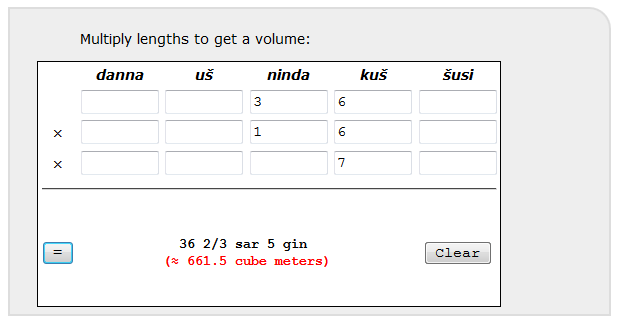 Multiply lengths to get a volume:
danna uš ninda kuš šusi
3 6
× 1 6
× 7
36 2/3 sar 5 gin
= (≈ 661.5 cube meters) Clear